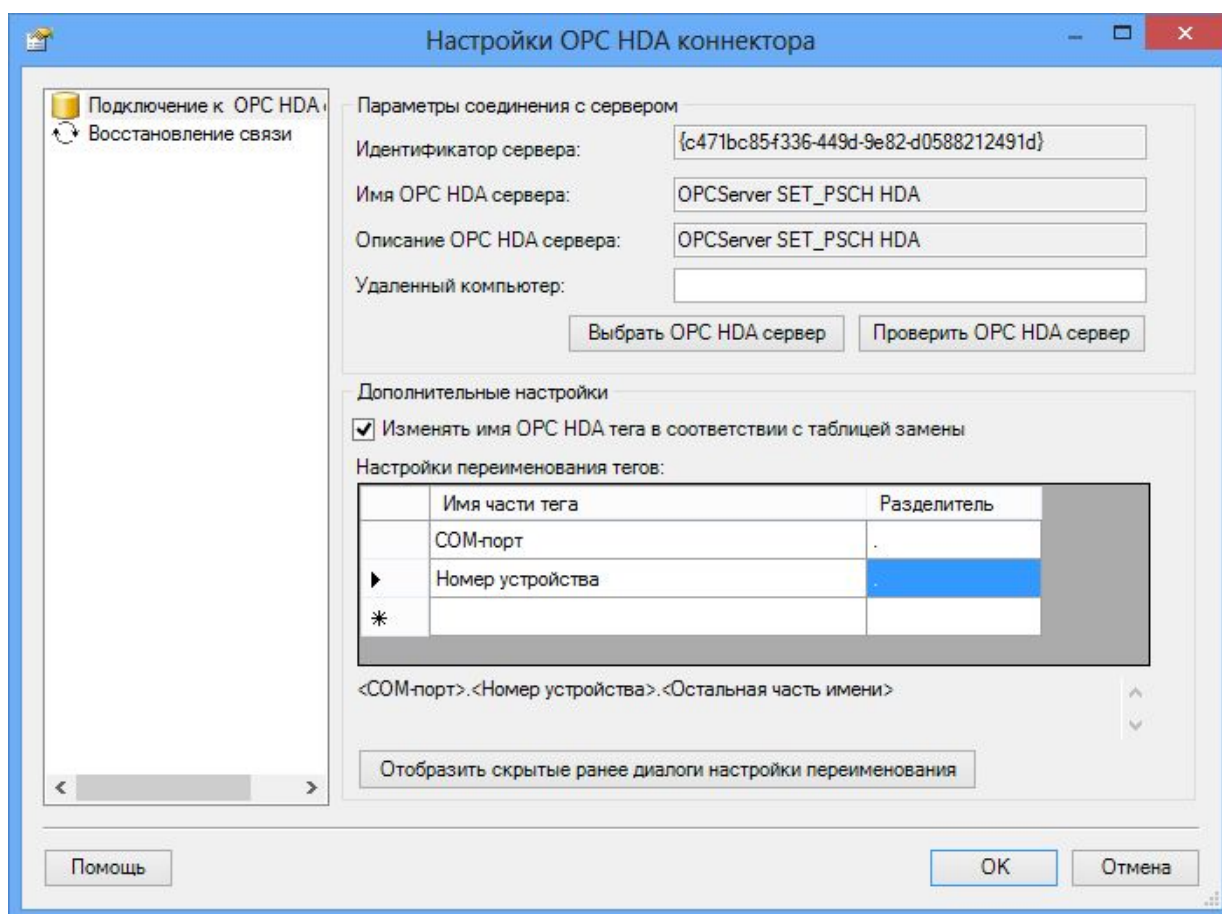 Настройки OPC HDA коннектора
Подключение к OPC HDA
Восстановление связи
Параметры соединения с сервером
Идентификатор сервера:
{c471bc85-f336-449d-9e82-d0588212491d}
Имя OPC HDA сервера:
OPCServer SET_PSCH HDA
Описание OPC HDA сервера:
OPCServer SET_PSCH HDA
Удаленный компьютер:
Выбрать OPC HDA сервер
Проверить OPC HDA сервер
Дополнительные настройки
Изменять имя OPC HDA тега в соответствии с таблицей замены
Настройки переименования тегов:
Имя части тега
Разделитель
COM-порт
.
Номер устройства
.
<COM-порт>.<Номер устройства>.<Остальная часть имени>
Отобразить скрытые ранее диалоги настройки переименования
Помощь
OK
Отмена